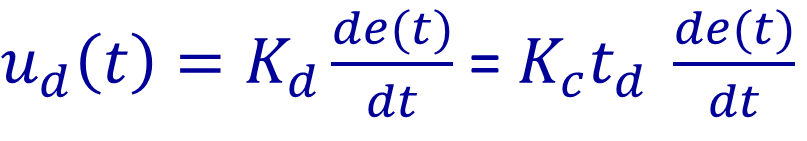 u_d(t) = K_d de(t)/dt = K_c t_d de(t)/dt